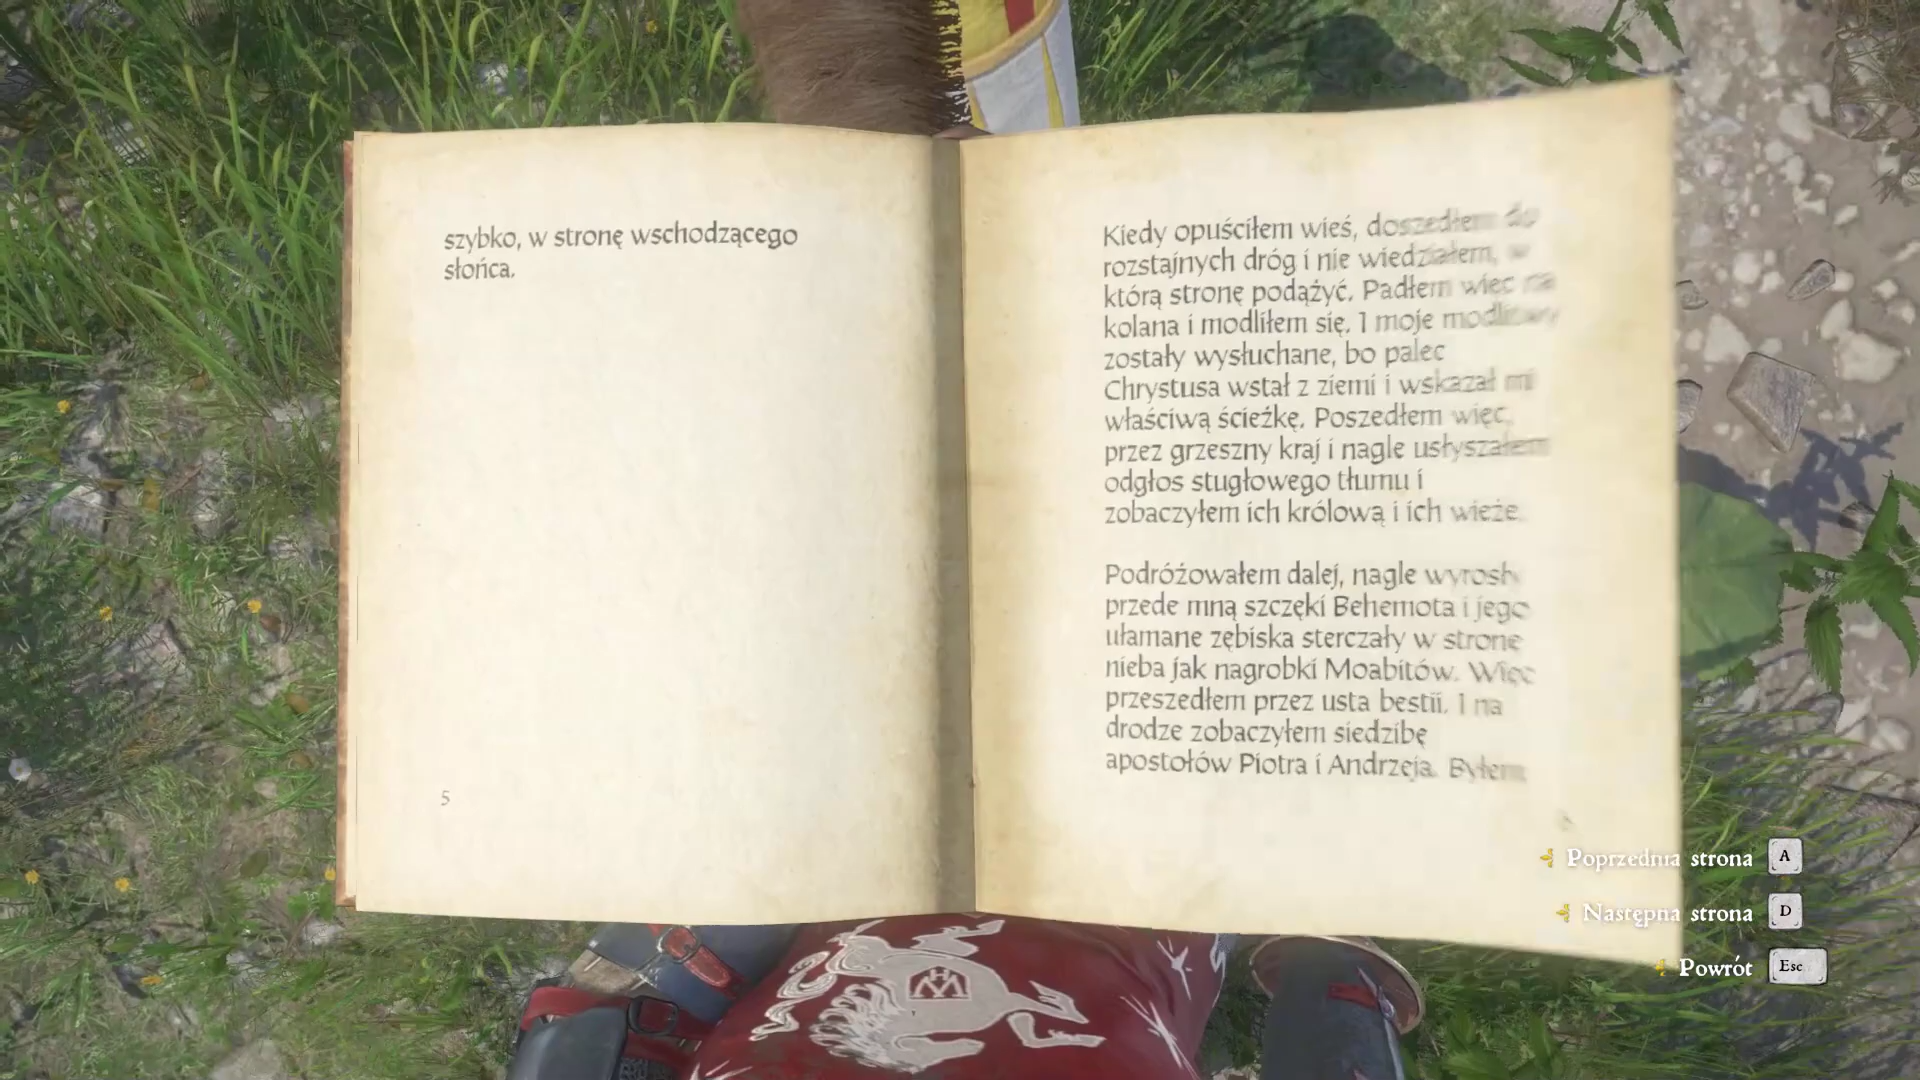 szybko, w stronę wschodzącego
słońca.
5
Kiedy opuściłem wieś, doszedłem do
rozstajnych dróg i nie wiedziałem, w
którą stronę podążyć. Padłem więc na
kolana i modliłem się. I moje modlitwy
zostały wysłuchane, bo palec
Chrystusa wstał z ziemi i wskazał mi
właściwą ścieżkę. Poszedłem więc,
przez grzeszny kraj i nagle usłyszałem
odgłos stugłowego tłumu i
zobaczyłem ich królową i ich wieże.
Podróżowałem dalej, nagle wyrosły
przede mną szczęki Behemota i jego
ułamane zębiska sterczały w stronę
nieba jak nagrobki Moabitów. Więc
przeszedłem przez usta bestii. I na
drodze zobaczyłem siedzibę
apostołów Piotra i Andrzeja. Byłem
Poprzednia strona A
Następna strona D
Powrót Esc